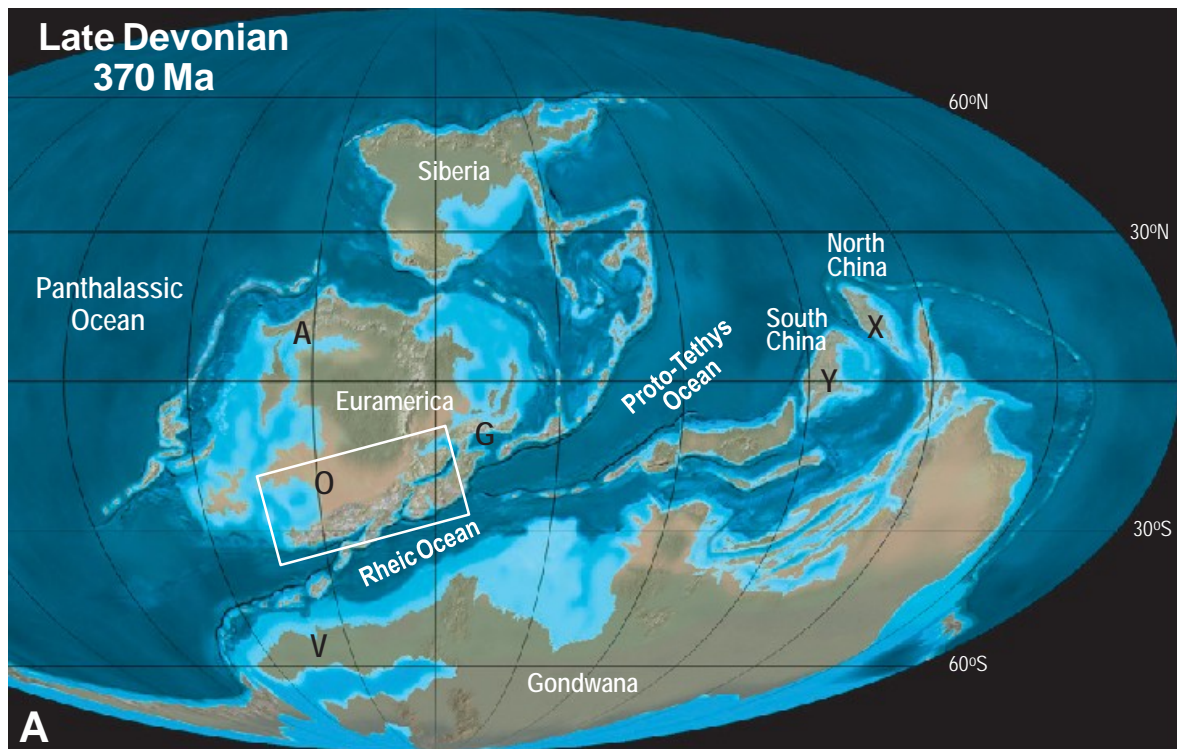 Late Devonian
370 Ma
60ºN
Siberia
30ºN
North
China
Panthalassic
Ocean
South
China
X
A
Y
Proto-Tethys
Ocean
Euramerica
G
O
30ºS
Rheic Ocean
V
60ºS
Gondwana
A